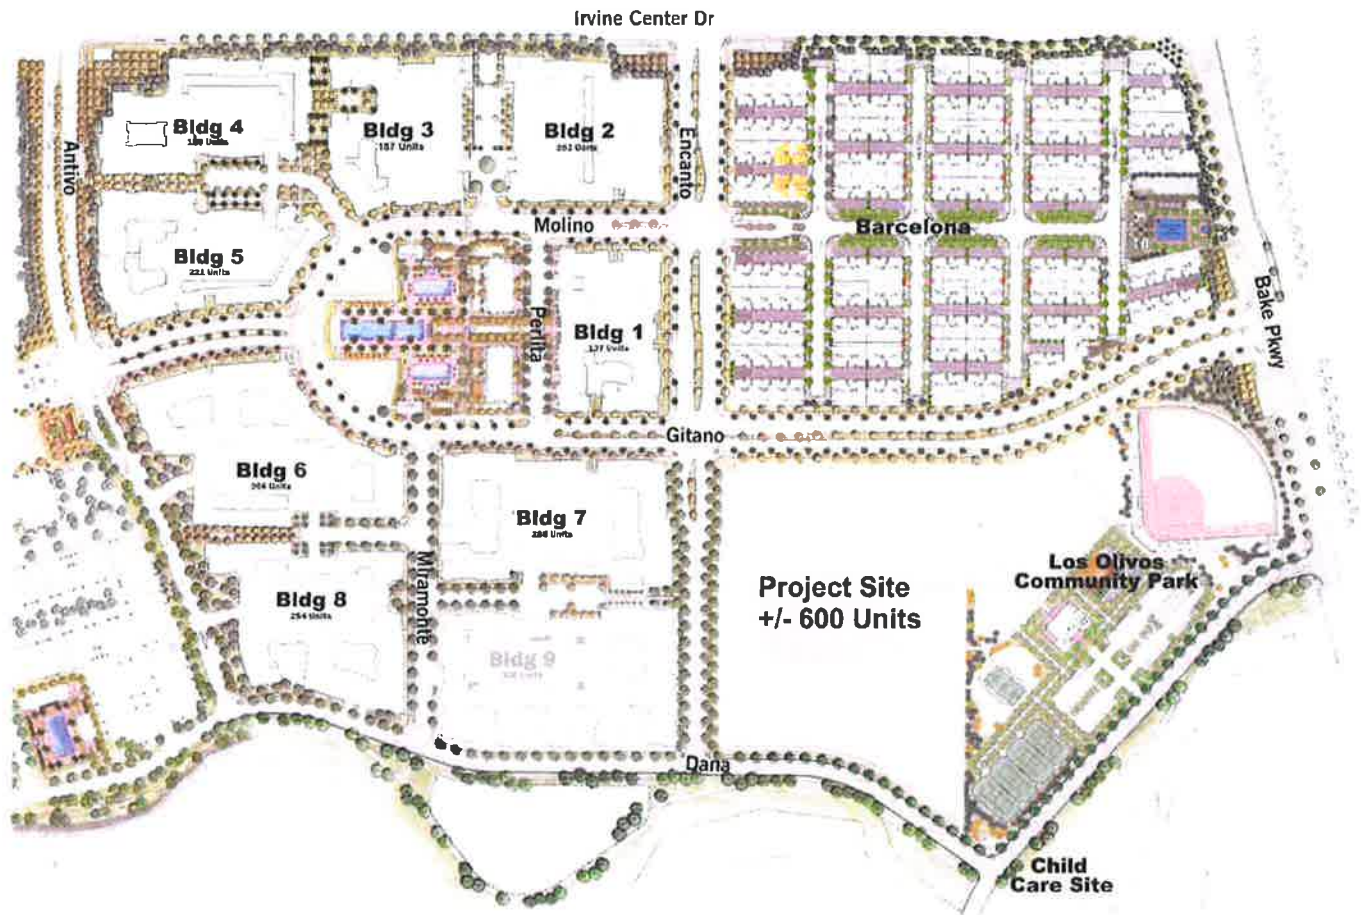 Irvine Center Dr
Bldg 4
Bldg 3
157 Units
Bldg 2
Antivo
Encanto
Molino
Barcelona
Bldg 5
221 Units
Perlita
Bldg 1
137 Units
Bake Pkwy
Gitano
Bldg 6
Bldg 7
Miramonte
Bldg 8
254 Units
Bldg 9
Project Site
+/- 600 Units
Los Olivos
Community Park
Dana
Child
Care Site